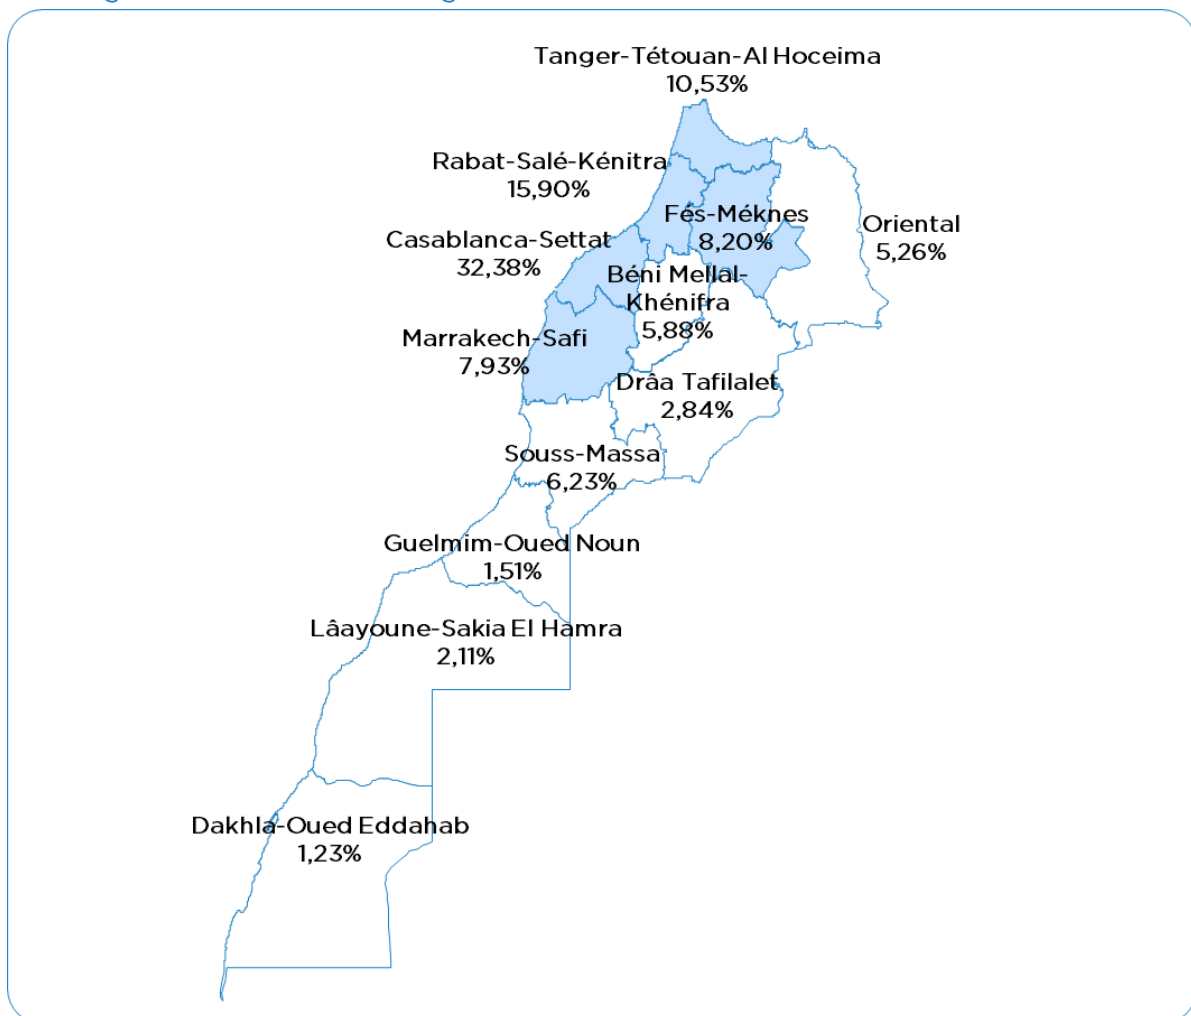 Tanger-Tétouan-Al Hoceima
10,53%
Rabat-Salé-Kénitra
15,90%
Fés-Méknes
8,20%
Oriental
5,26%
Casablanca-Settat
32,38%
Béni Mellal-
Khénifra
5,88%
Marrakech-Safi
7,93%
Drâa Tafilalet
2,84%
Souss-Massa
6,23%
Guelmim-Oued Noun
1,51%
Lâayoune-Sakia El Hamra
2,11%
Dakhla-Oued Eddahab
1,23%